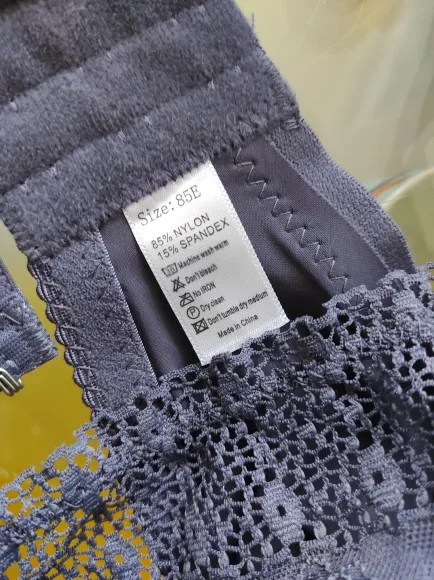 Size: 85E
85% NYLON
15% SPANDEX
Machine wash warm
Don't bleach
No IRON
P Dry clean
Don't tumble dry medium
Made in China